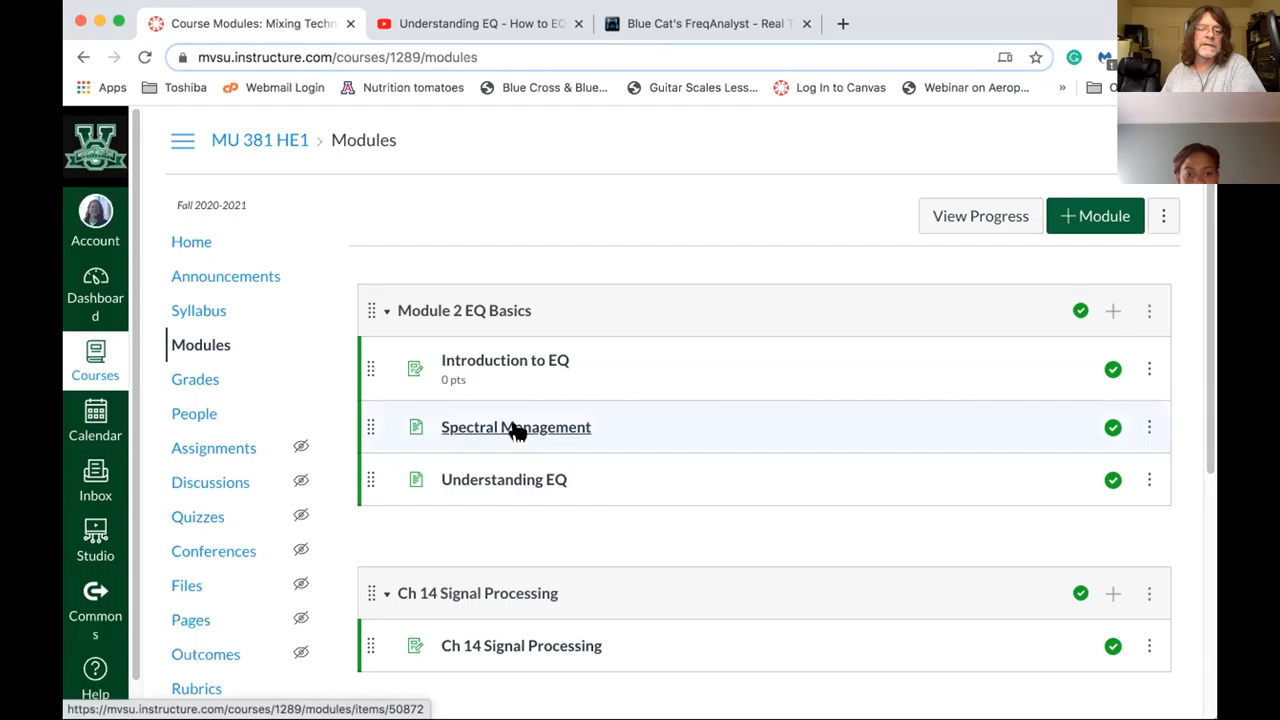 Course Modules: Mixing Techn
Understanding EQ - How to EQ
Blue Cat's FreqAnalyst - Real T
mvsu.instructure.com/courses/1289/modules
Apps
Toshiba
Webmail Login
Nutrition tomatoes
Blue Cross & Blue...
Guitar Scales Less...
Log In to Canvas
Webinar on Aerop...
»
MU 381 HE1 › Modules
Fall 2020-2021
View Progress
+ Module
Account
Dashboar
d
Courses
Calendar
Inbox
Studio
Common
s
Help
Home
Announcements
Syllabus
Modules
Grades
People
Assignments
Discussions
Quizzes
Conferences
Files
Pages
Outcomes
Rubrics
Module 2 EQ Basics
Introduction to EQ
0 pts
Spectral Management
Understanding EQ
Ch 14 Signal Processing
Ch 14 Signal Processing
https://mvsu.instructure.com/courses/1289/modules/items/50872